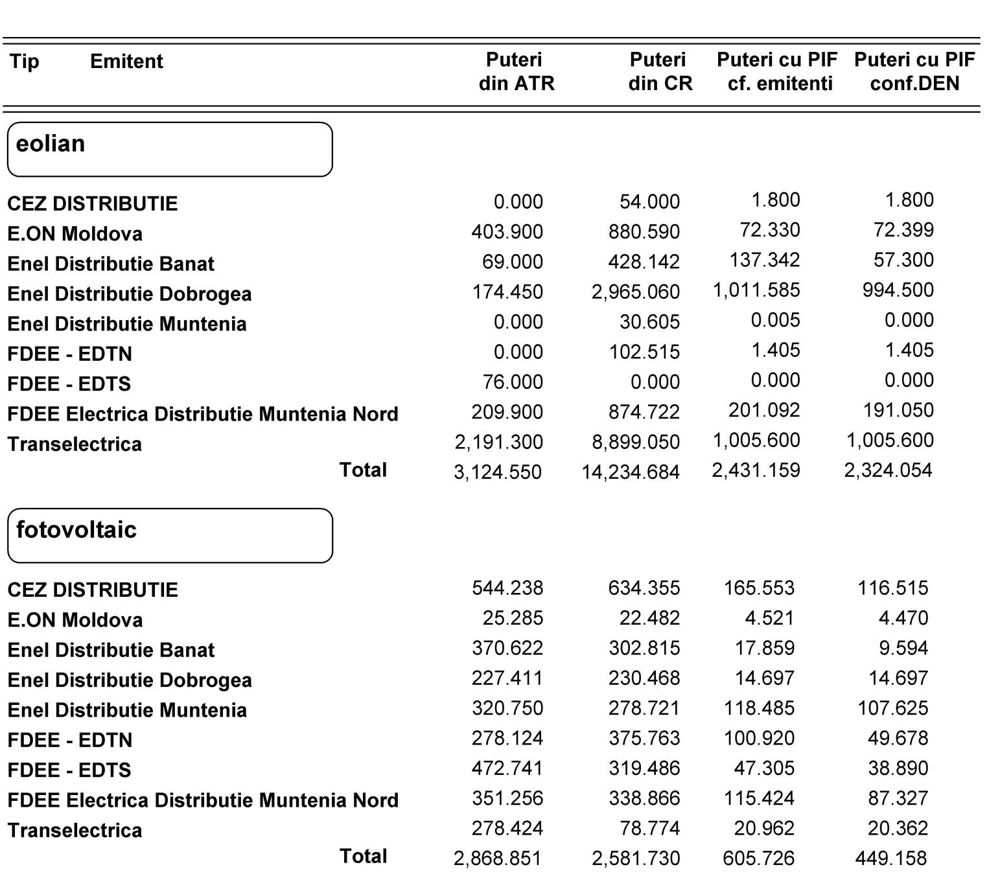 Tip Emitent Puteri din ATR Puteri din CR Puteri cu PIF cf. emitenti Puteri cu PIF conf.DEN
eolian
CEZ DISTRIBUTIE 0.000 54.000 1.800 1.800
E.ON Moldova 403.900 880.590 72.330 72.399
Enel Distributie Banat 69.000 428.142 137.342 57.300
Enel Distributie Dobrogea 174.450 2,965.060 1,011.585 994.500
Enel Distributie Muntenia 0.000 30.605 0.005 0.000
FDEE - EDTN 0.000 102.515 1.405 1.405
FDEE - EDTS 76.000 0.000 0.000 0.000
FDEE Electrica Distributie Muntenia Nord 209.900 874.722 201.092 191.050
Transelectrica 2,191.300 8,899.050 1,005.600 1,005.600
Total 3,124.550 14,234.684 2,431.159 2,324.054
fotovoltaic
CEZ DISTRIBUTIE 544.238 634.355 165.553 116.515
E.ON Moldova 25.285 22.482 4.521 4.470
Enel Distributie Banat 370.622 302.815 17.859 9.594
Enel Distributie Dobrogea 227.411 230.468 14.697 14.697
Enel Distributie Muntenia 320.750 278.721 118.485 107.625
FDEE - EDTN 278.124 375.763 100.920 49.678
FDEE - EDTS 472.741 319.486 47.305 38.890
FDEE Electrica Distributie Muntenia Nord 351.256 338.866 115.424 87.327
Transelectrica 278.424 78.774 20.962 20.362
Total 2,868.851 2,581.730 605.726 449.158